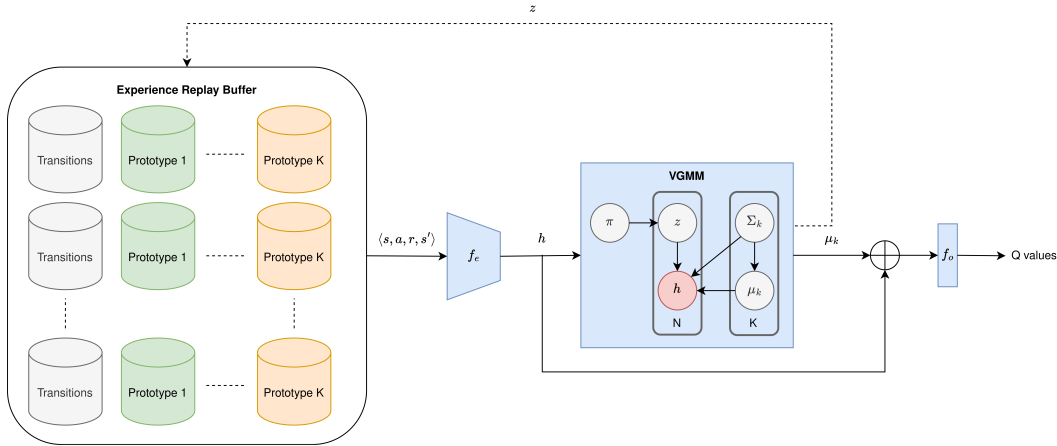 z
Experience Replay Buffer
Transitions
Prototype 1
Prototype K
Transitions
Prototype 1
Prototype K
Transitions
Prototype 1
Prototype K
⟨s, a, r, s′⟩
f_e
h
VGMM
π
z
Σ_k
h
μ_k
N
K
μ_k
f_o
Q values